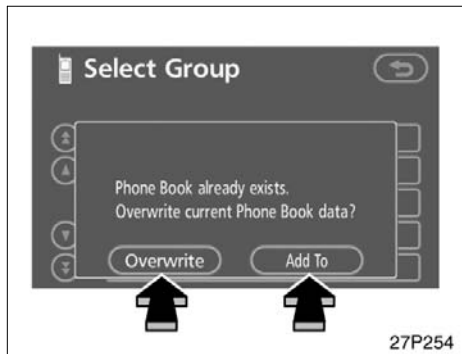 Select Group
Phone Book already exists.
Overwrite current Phone Book data?
Overwrite
Add To
27P254